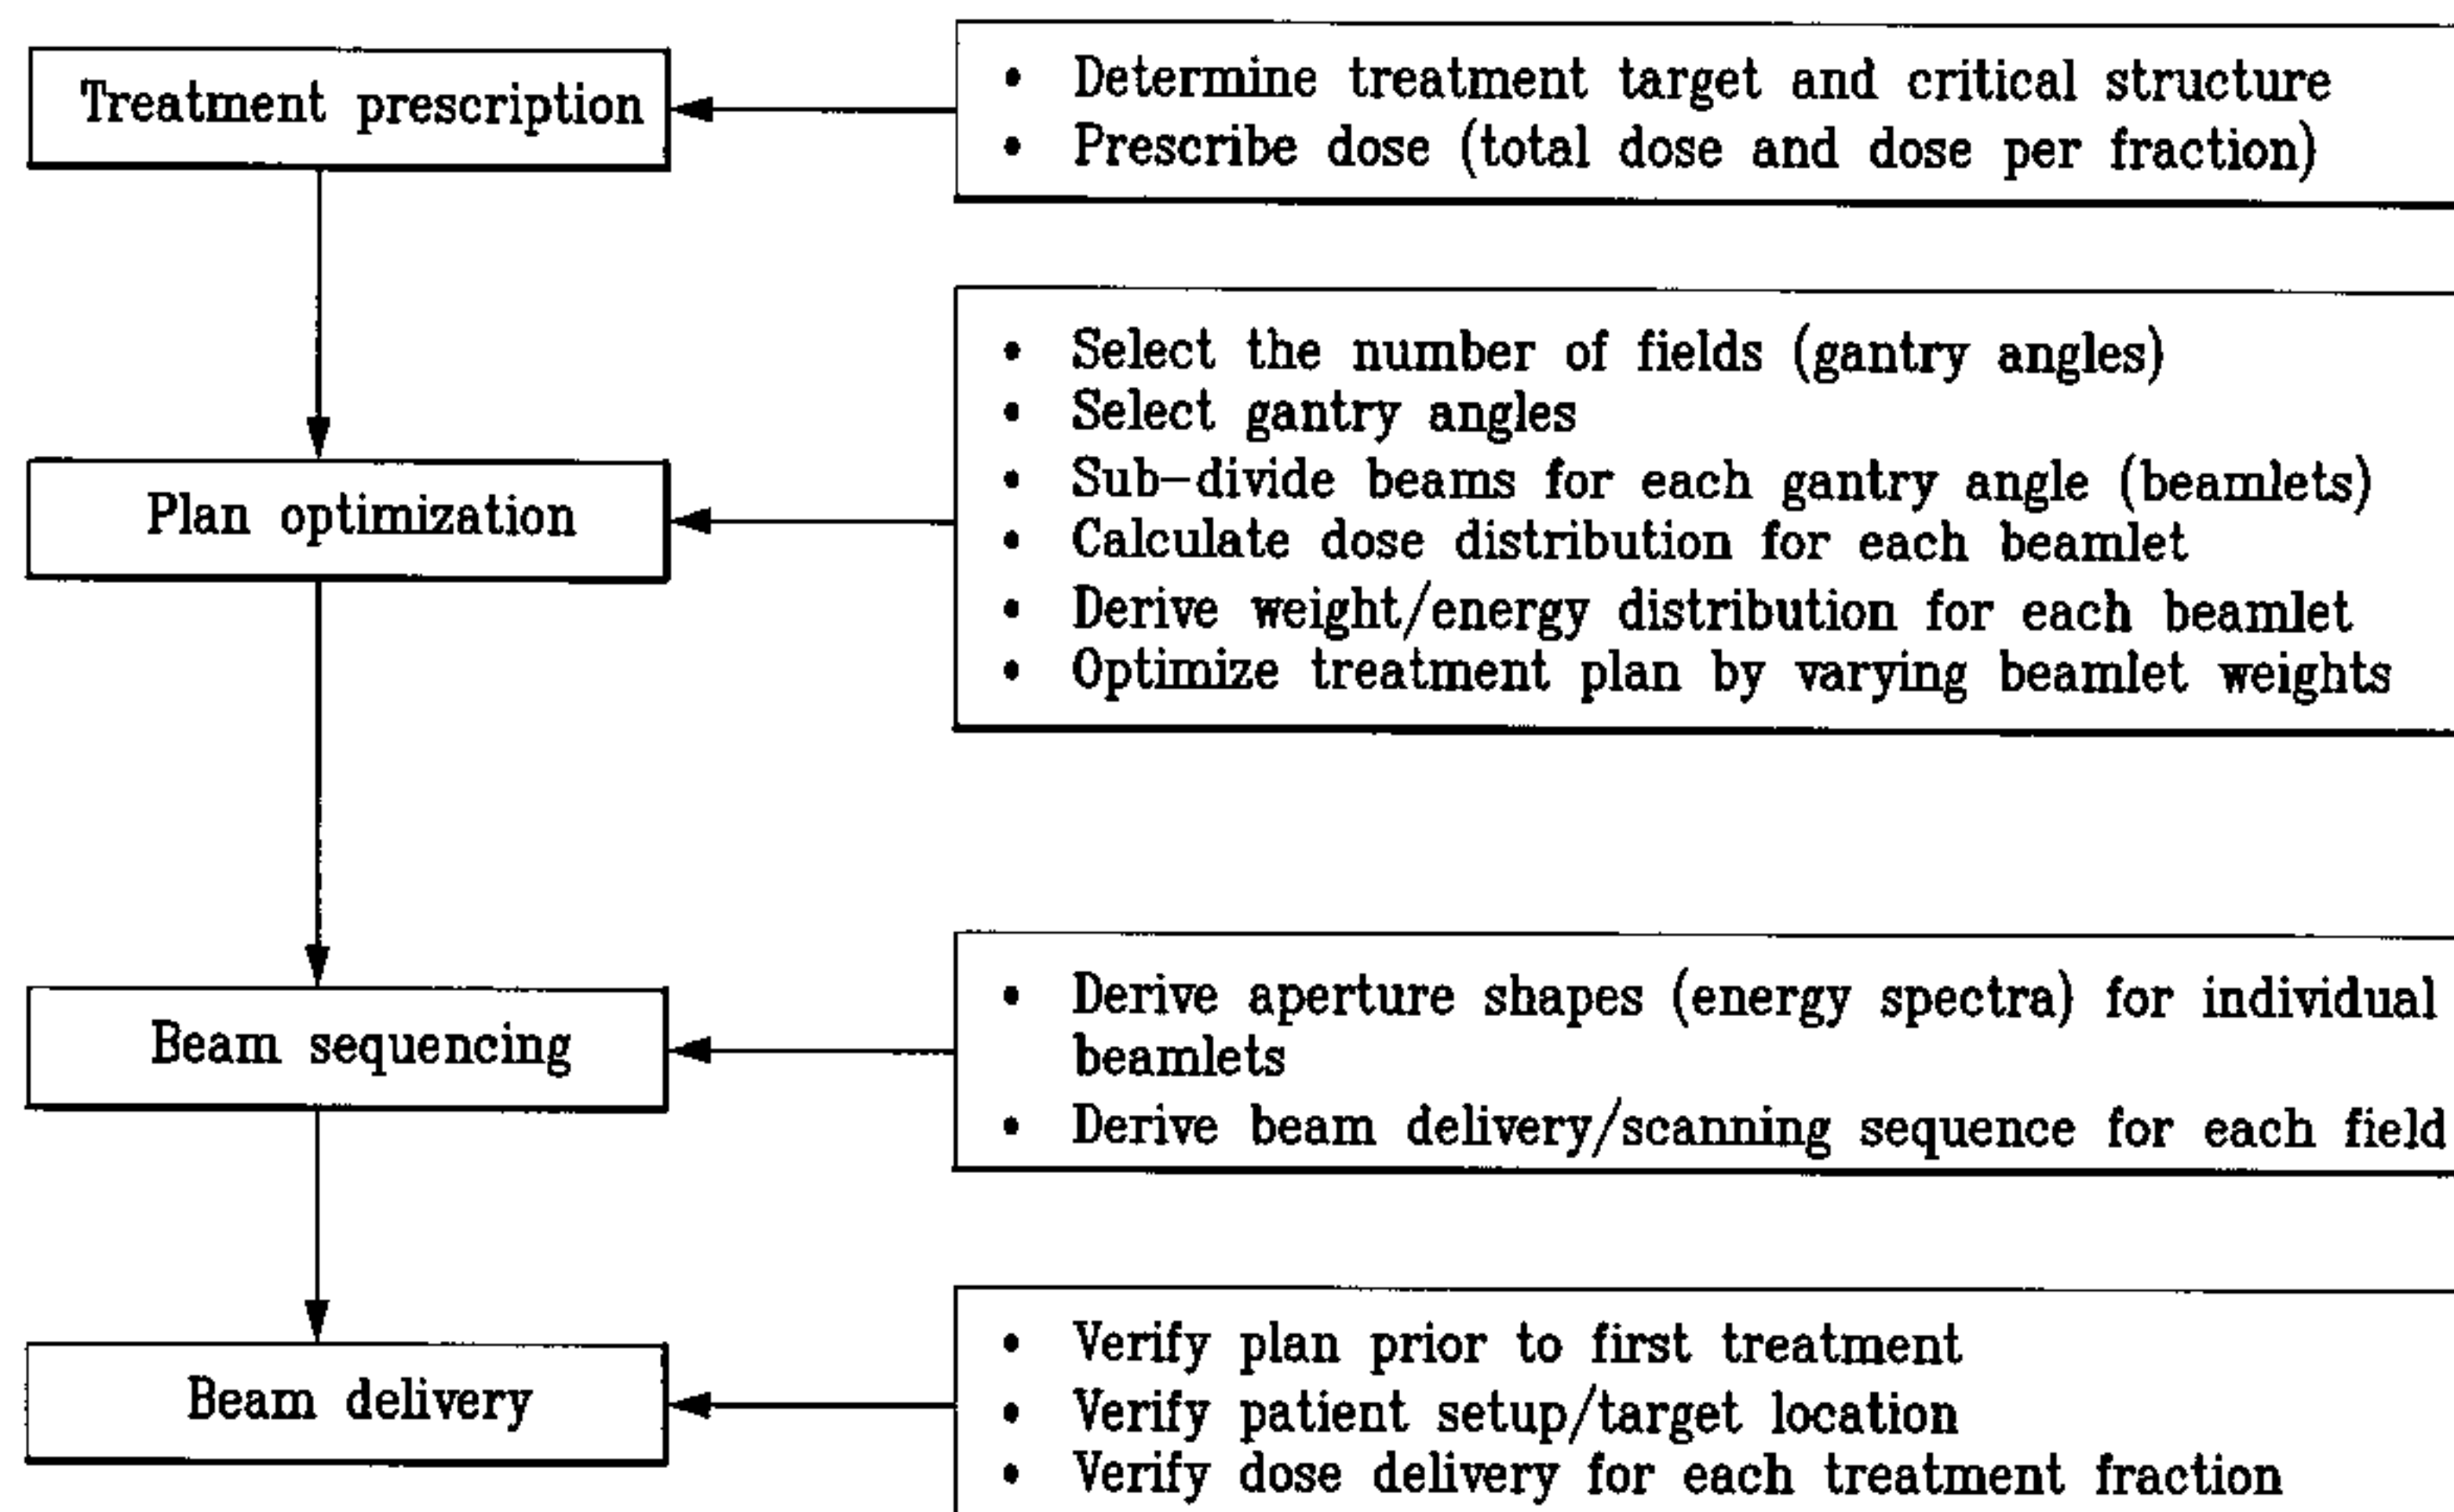 Treatment prescription
• Determine treatment target and critical structure
• Prescribe dose (total dose and dose per fraction)
Plan optimization
• Select the number of fields (gantry angles)
• Select gantry angles
• Sub-divide beams for each gantry angle (beamlets)
• Calculate dose distribution for each beamlet
• Derive weight/energy distribution for each beamlet
• Optimize treatment plan by varying beamlet weights
Beam sequencing
• Derive aperture shapes (energy spectra) for individual
beamlets
• Derive beam delivery/scanning sequence for each field
Beam delivery
• Verify plan prior to first treatment
• Verify patient setup/target location
• Verify dose delivery for each treatment fraction